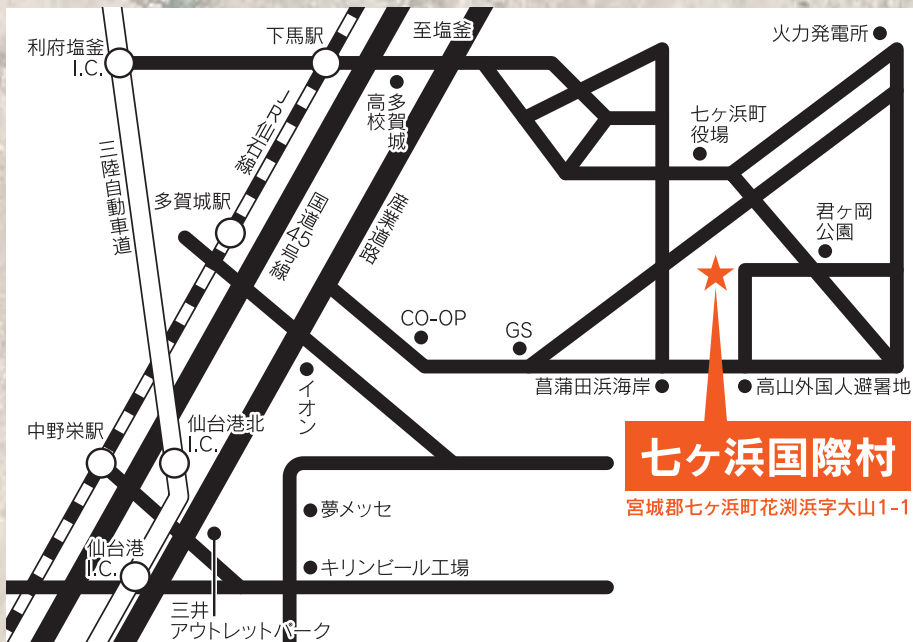 利府塩釜
I.C.
下馬駅
至塩釜
火力発電所
JR仙石線
多賀城
高校
七ヶ浜町
役場
三陸自動車道
多賀城駅
国道45号線
産業道路
君ヶ岡
公園
CO-OP
GS
イオン
菖蒲田浜海岸
高山外国人避暑地
中野栄駅
仙台港北
I.C.
七ヶ浜国際村
宮城郡七ヶ浜町花渕浜字大山1-1
夢メッセ
仙台港
I.C.
キリンビール工場
三井
アウトレットパーク